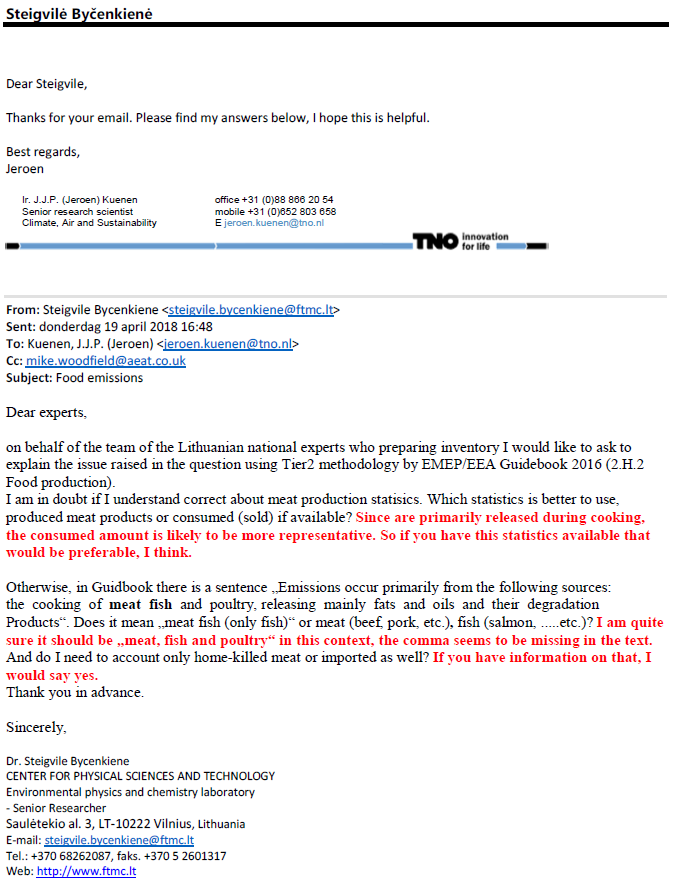 Steigvilė Byčenkienė
Dear Steigvile,
Thanks for your email. Please find my answers below, I hope this is helpful.
Best regards,
Jeroen
Ir. J.J.P. (Jeroen) Kuenen office +31 (0)88 866 20 54
Senior research scientist mobile +31 (0)652 803 658
Climate, Air and Sustainability E jeroen.kuenen@tno.nl
TNO innovation for life
From: Steigvile Bycenkiene <steigvile.bycenkiene@ftmc.lt>
Sent: donderdag 19 april 2018 16:48
To: Kuenen, J.J.P. (Jeroen) <jeroen.kuenen@tno.nl>
Cc: mike.woodfield@aeat.co.uk
Subject: Food emissions
Dear experts,
on behalf of the team of the Lithuanian national experts who preparing inventory I would like to ask to
explain the issue raised in the question using Tier2 methodology by EMEP/EEA Guidebook 2016 (2.H.2
Food production).
I am in doubt if I understand correct about meat production statisics. Which statistics is better to use,
produced meat products or consumed (sold) if available? Since are primarily released during cooking,
the consumed amount is likely to be more representative. So if you have this statistics available that
would be preferable, I think.
Otherwise, in Guidbook there is a sentence „Emissions occur primarily from the following sources:
the cooking of meat fish and poultry, releasing mainly fats and oils and their degradation
Products“. Does it mean „meat fish (only fish)“ or meat (beef, pork, etc.), fish (salmon, .....etc.)? I am quite
sure it should be „meat, fish and poultry“ in this context, the comma seems to be missing in the text.
And do I need to account only home-killed meat or imported as well? If you have information on that, I
would say yes.
Thank you in advance.
Sincerely,
Dr. Steigvile Bycenkiene
CENTER FOR PHYSICAL SCIENCES AND TECHNOLOGY
Environmental physics and chemistry laboratory
- Senior Researcher
Saulėtekio al. 3, LT-10222 Vilnius, Lithuania
E-mail: steigvile.bycenkiene@ftmc.lt
Tel.: +370 68262087, faks. +370 5 2601317
Web: http://www.ftmc.lt